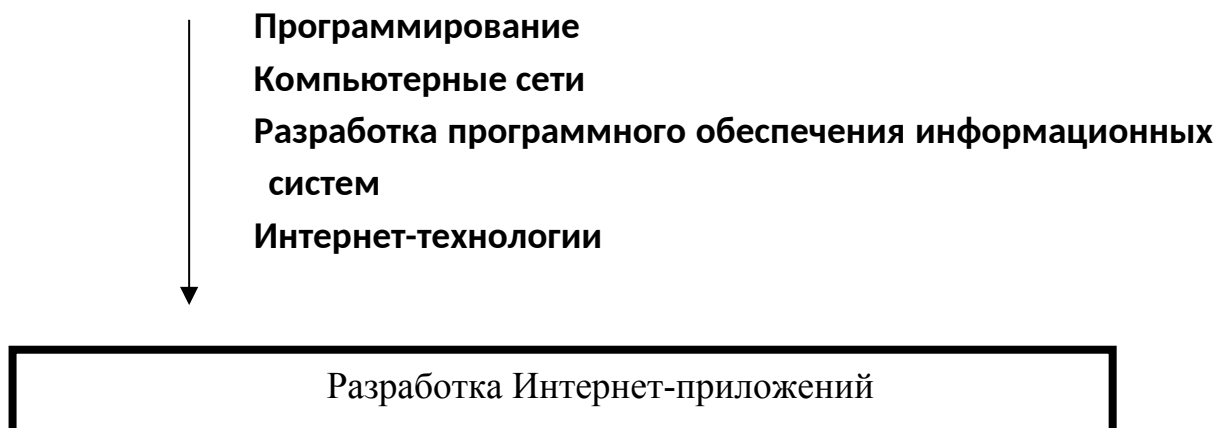 Программирование
Компьютерные сети
Разработка программного обеспечения информационных
систем
Интернет-технологии
Разработка Интернет-приложений